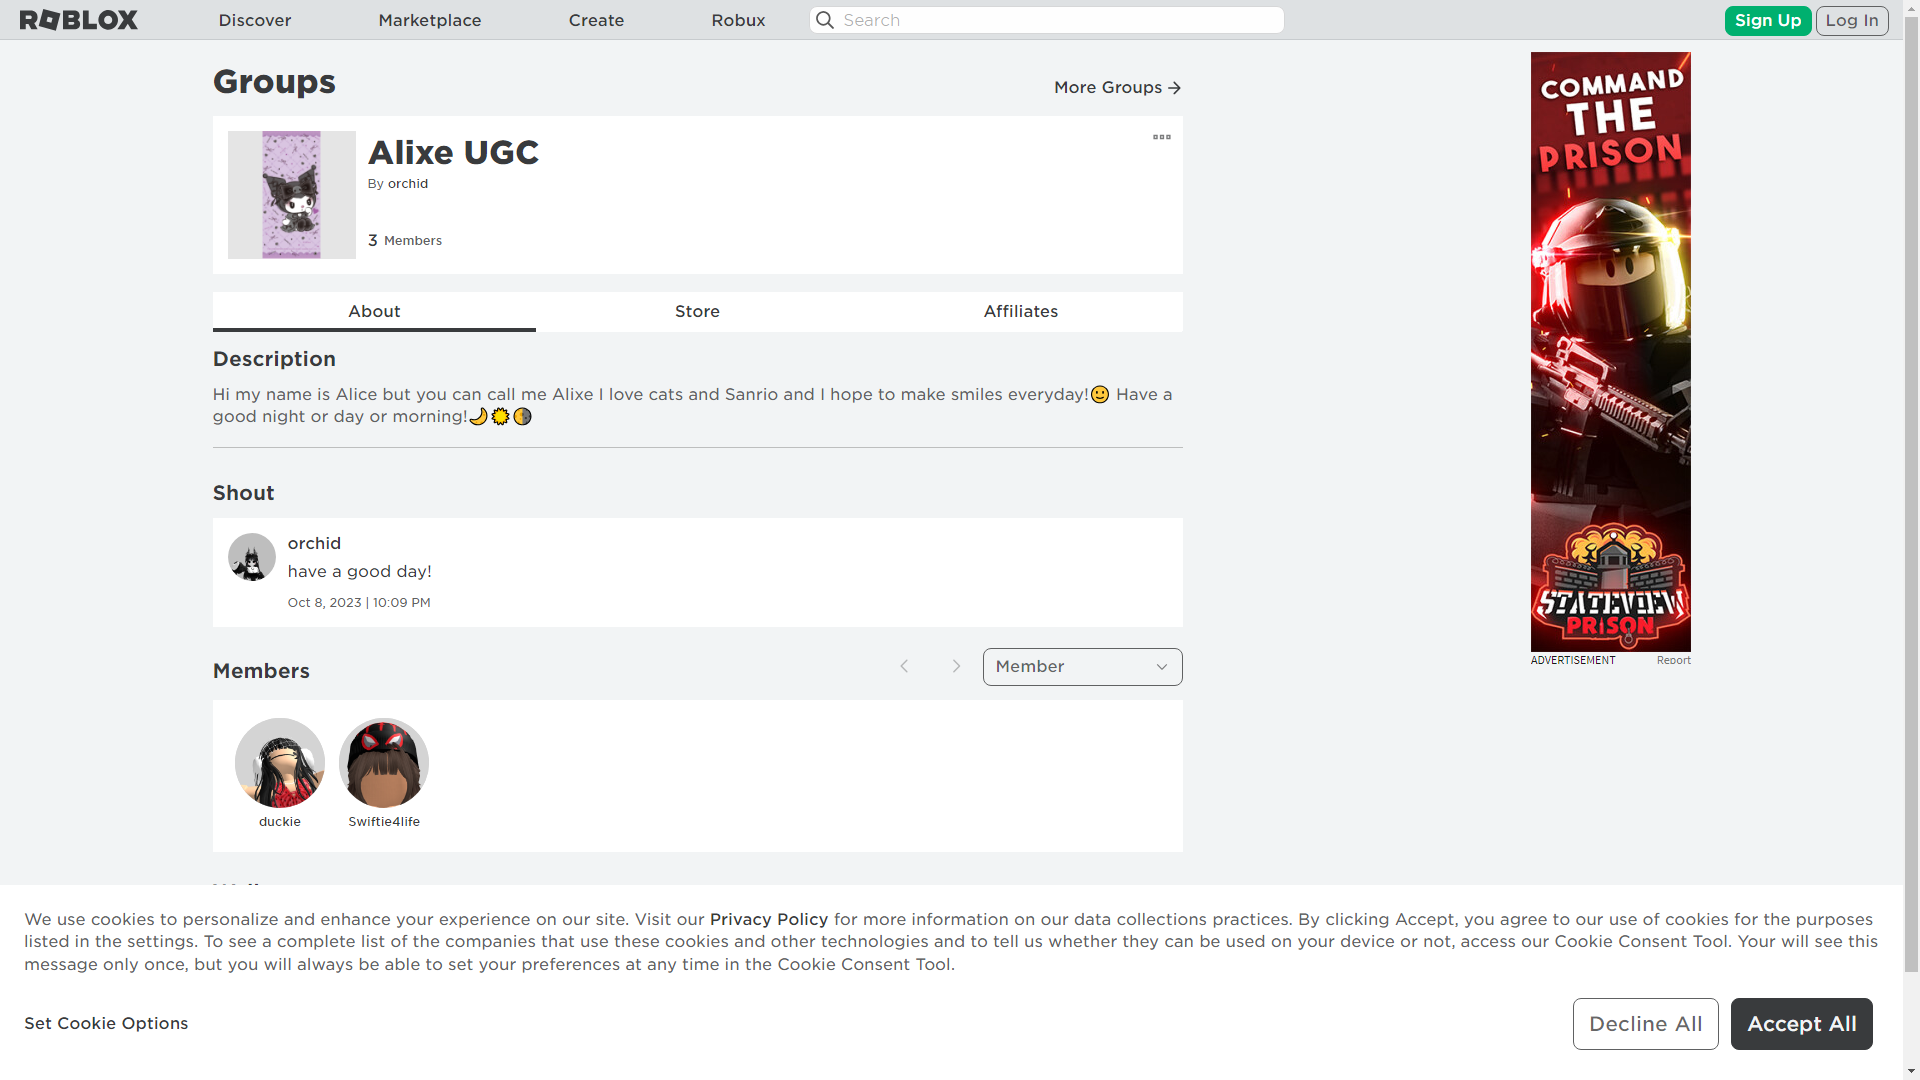 ROBLOX
Discover
Marketplace
Create
Robux
Search
Sign Up
Log In
Groups
More Groups →
Alixe UGC
By orchid
3 Members
About
Store
Affiliates
Description
Hi my name is Alice but you can call me Alixe I love cats and Sanrio and I hope to make smiles everyday!🙂 Have a
good night or day or morning!🌙☀️🌗
Shout
orchid
have a good day!
Oct 8, 2023 | 10:09 PM
Members
Member
duckie
Swiftie4life
COMMAND
THE
PRISON
STATEVIEW
PRISON
ADVERTISEMENT
Report
We use cookies to personalize and enhance your experience on our site. Visit our Privacy Policy for more information on our data collections practices. By clicking Accept, you agree to our use of cookies for the purposes
listed in the settings. To see a complete list of the companies that use these cookies and other technologies and to tell us whether they can be used on your device or not, access our Cookie Consent Tool. Your will see this
message only once, but you will always be able to set your preferences at any time in the Cookie Consent Tool.
Set Cookie Options
Decline All
Accept All